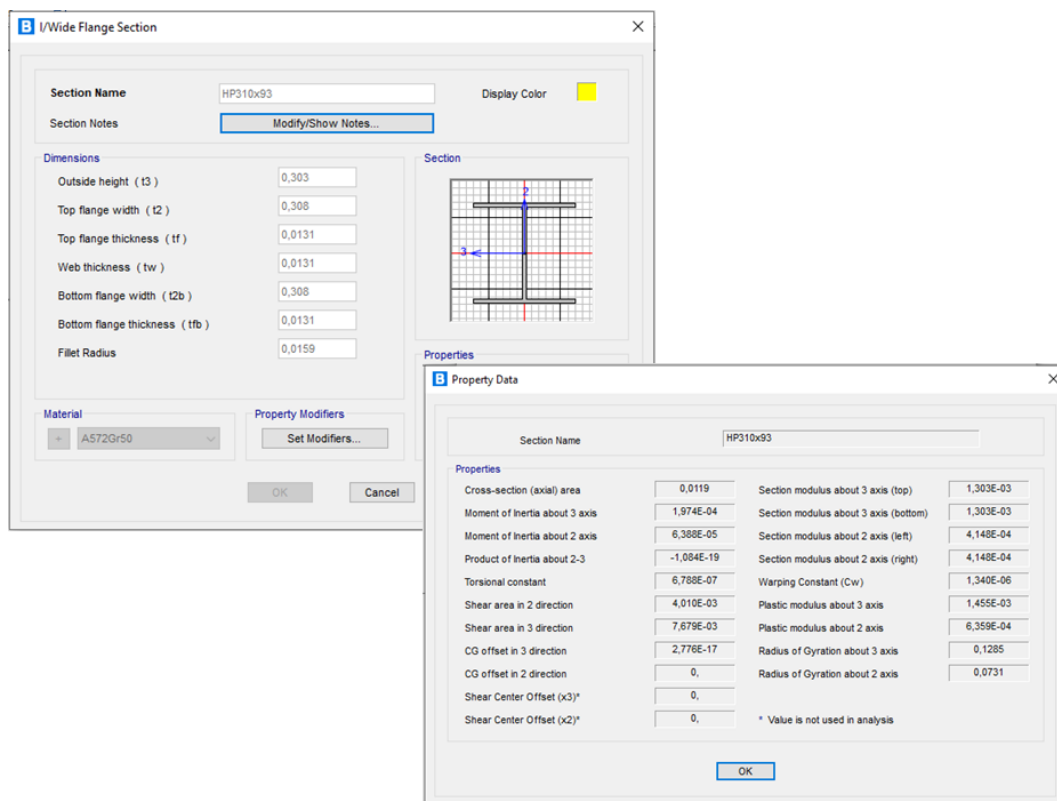 B I/Wide Flange Section
Section Name HP310x93 Display Color
Section Notes Modify/Show Notes...
Dimensions
Outside height ( t3 ) 0,303
Top flange width ( t2 ) 0,308
Top flange thickness ( tf ) 0,0131
Web thickness ( tw ) 0,0131
Bottom flange width ( t2b ) 0,308
Bottom flange thickness ( tfb ) 0,0131
Fillet Radius 0,0159
Section
2
3
Properties
Material
+ A572Gr50
Property Modifiers
Set Modifiers...
OK Cancel
B Property Data
Section Name HP310x93
Properties
Cross-section (axial) area 0,0119 Section modulus about 3 axis (top) 1,303E-03
Moment of Inertia about 3 axis 1,974E-04 Section modulus about 3 axis (bottom) 1,303E-03
Moment of Inertia about 2 axis 6,388E-05 Section modulus about 2 axis (left) 4,148E-04
Product of Inertia about 2-3 -1,084E-19 Section modulus about 2 axis (right) 4,148E-04
Torsional constant 6,788E-07 Warping Constant (Cw) 1,340E-06
Shear area in 2 direction 4,010E-03 Plastic modulus about 3 axis 1,455E-03
Shear area in 3 direction 7,679E-03 Plastic modulus about 2 axis 6,359E-04
CG offset in 3 direction 2,776E-17 Radius of Gyration about 3 axis 0,1285
CG offset in 2 direction 0, Radius of Gyration about 2 axis 0,0731
Shear Center Offset (x3)* 0,
Shear Center Offset (x2)* 0, * Value is not used in analysis
OK